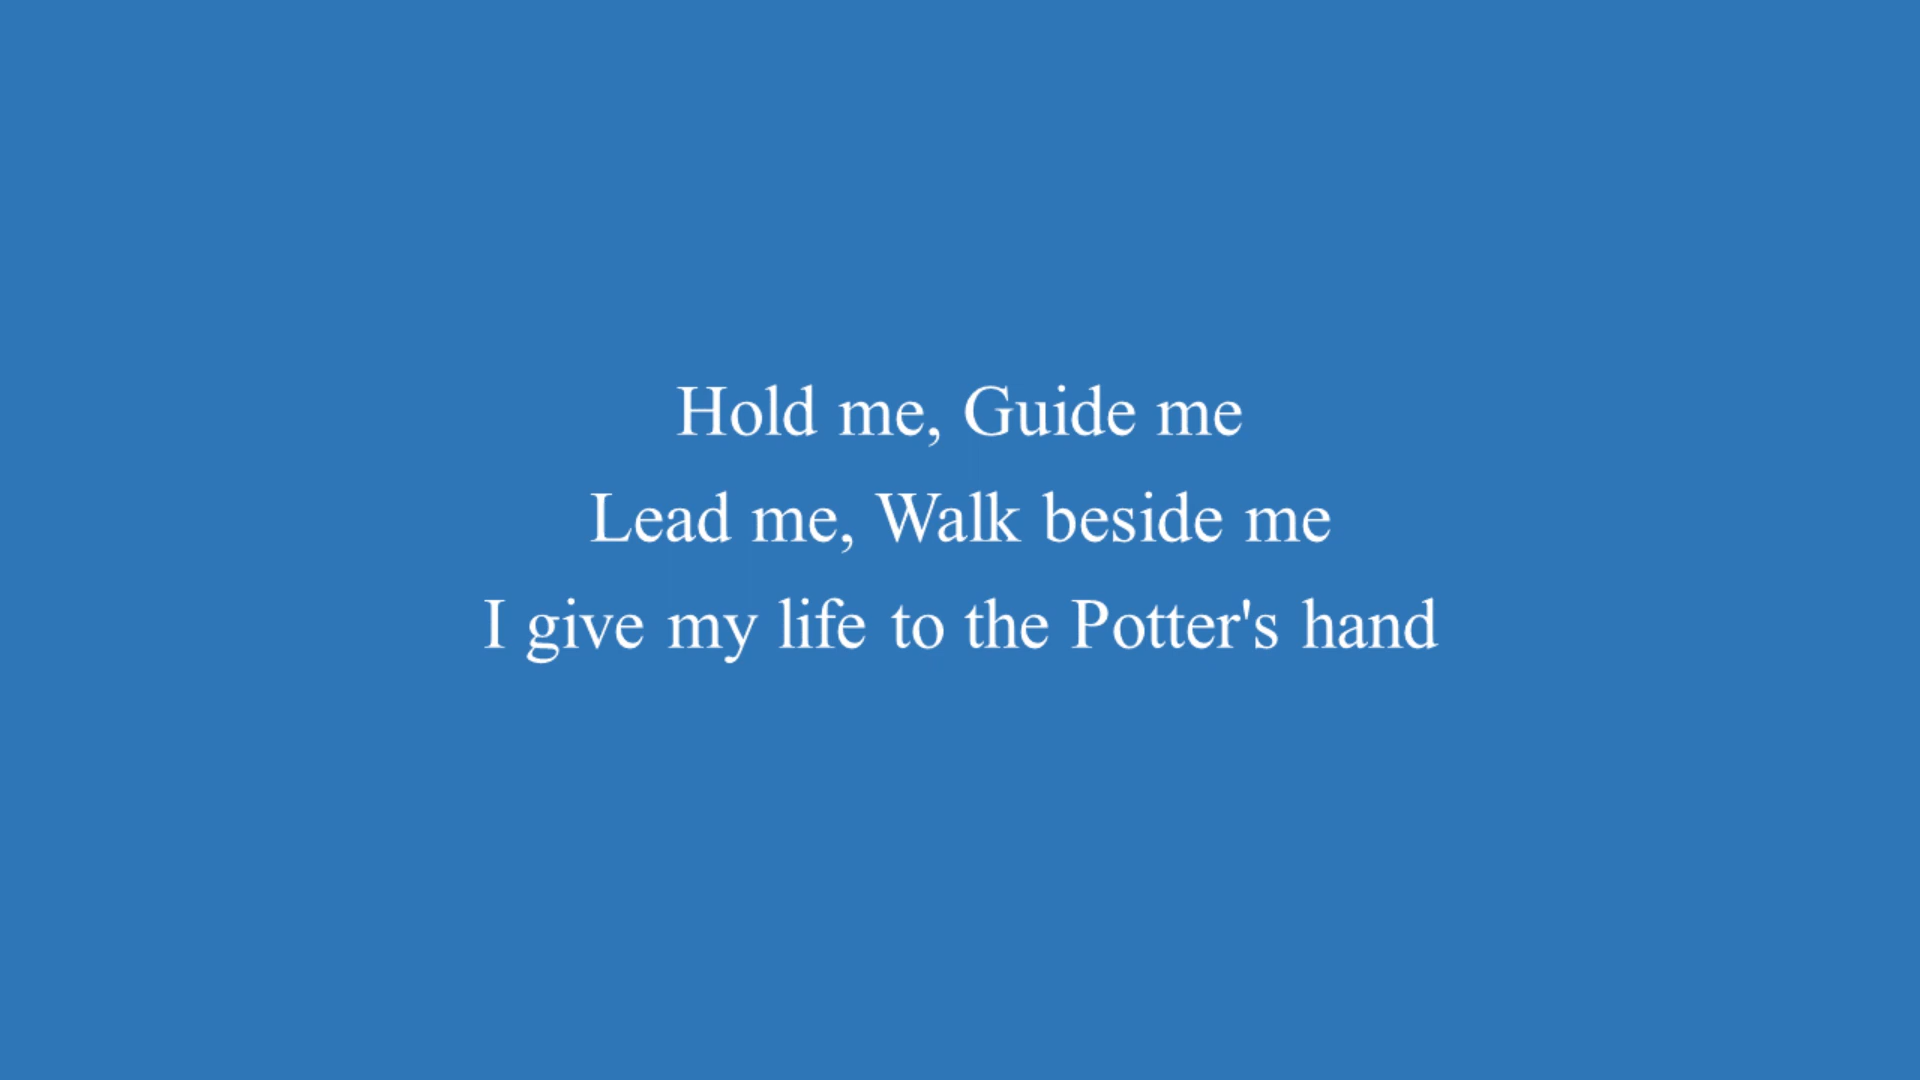 Hold me, Guide me
Lead me, Walk beside me
I give my life to the Potter's hand